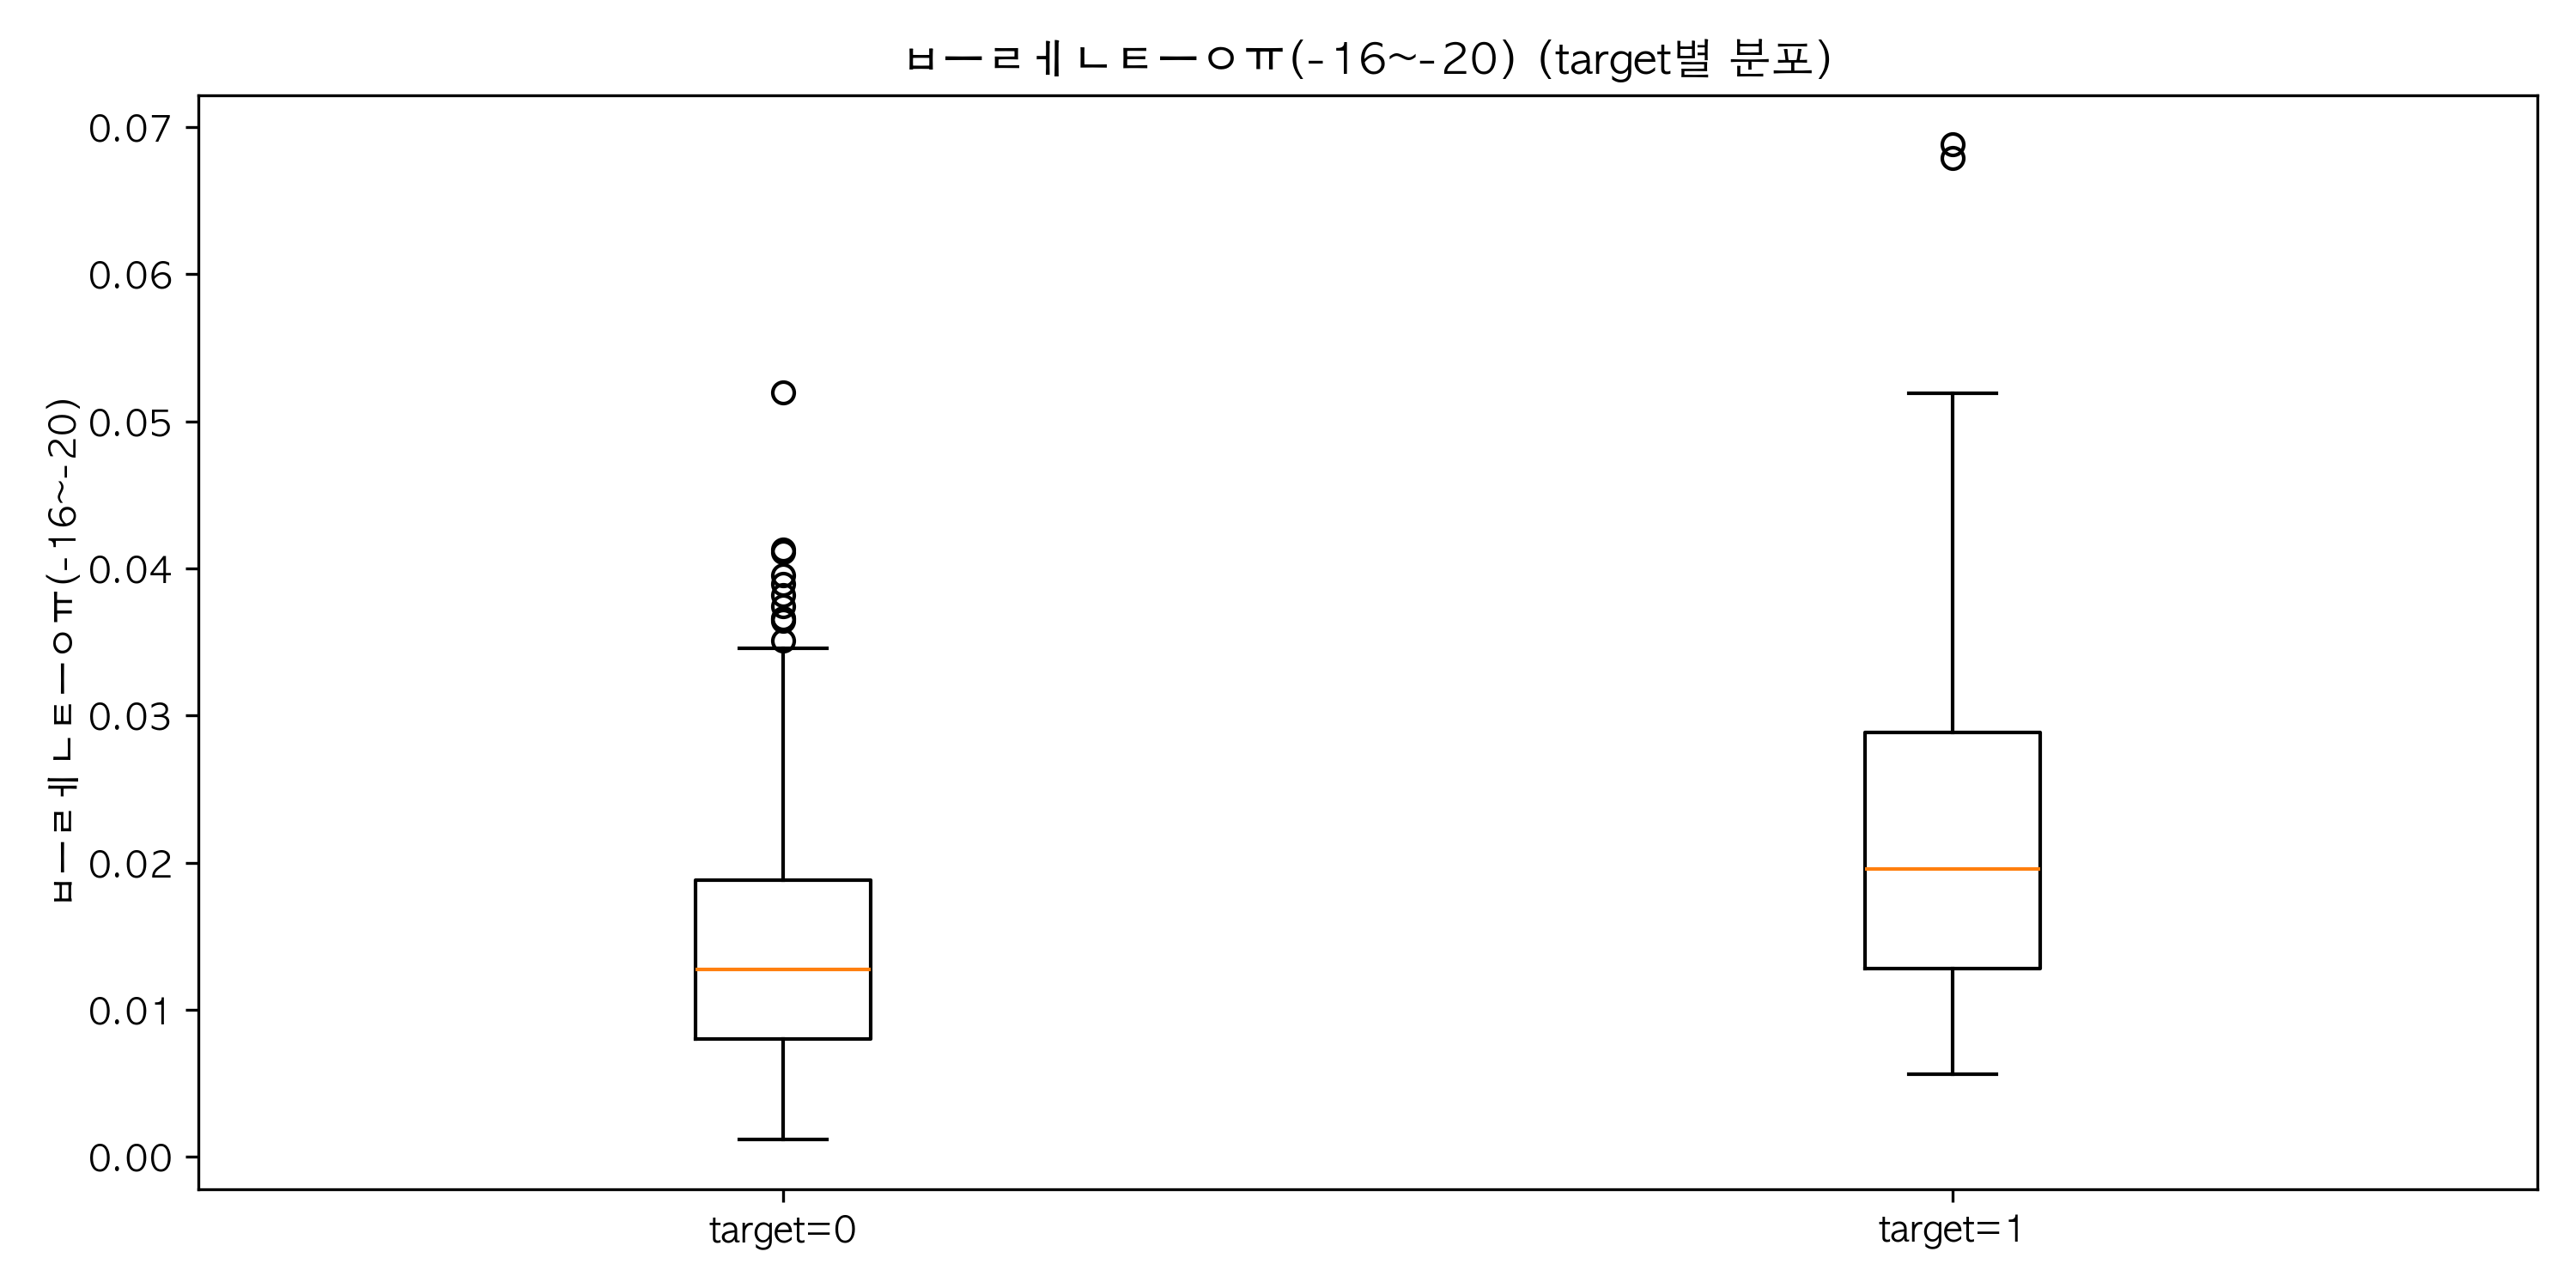 ㅂㅡㄹㅔㄴㅌㅡㅇㅠ(-16~-20) (target별 분포)
ㅂㅡㄹㅔㄴㅌㅡㅇㅠ(-16~-20)
0.07
0.06
0.05
0.04
0.03
0.02
0.01
0.00
target=0
target=1